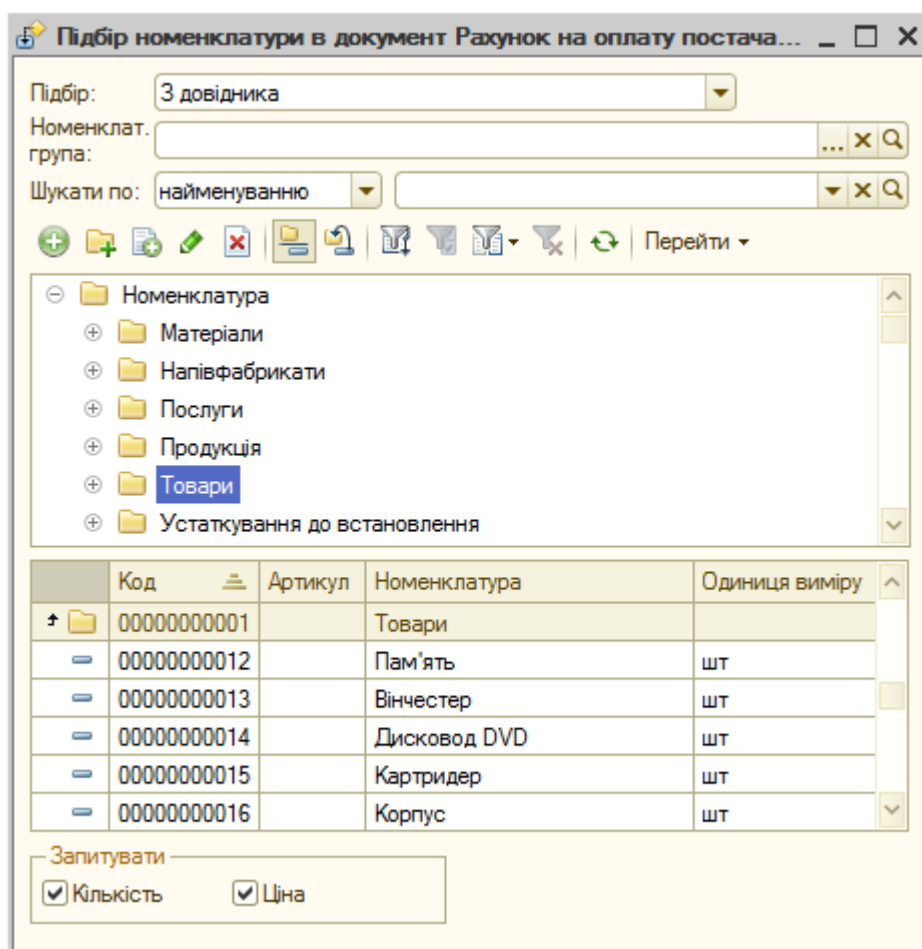 Підбір номенклатури в документ Рахунок на оплату постача...
Підбір: З довідника
Номенклат. група: ...
Шукати по: найменуванню
Перейти
Номенклатура
Матеріали
Напівфабрикати
Послуги
Продукція
Товари
Устаткування до встановлення
Код Артикул Номенклатура Одиниця виміру
00000000001 Товари
00000000012 Пам'ять шт
00000000013 Вінчестер шт
00000000014 Дисковод DVD шт
00000000015 Картридер шт
00000000016 Корпус шт
Запитувати
Кількість Ціна